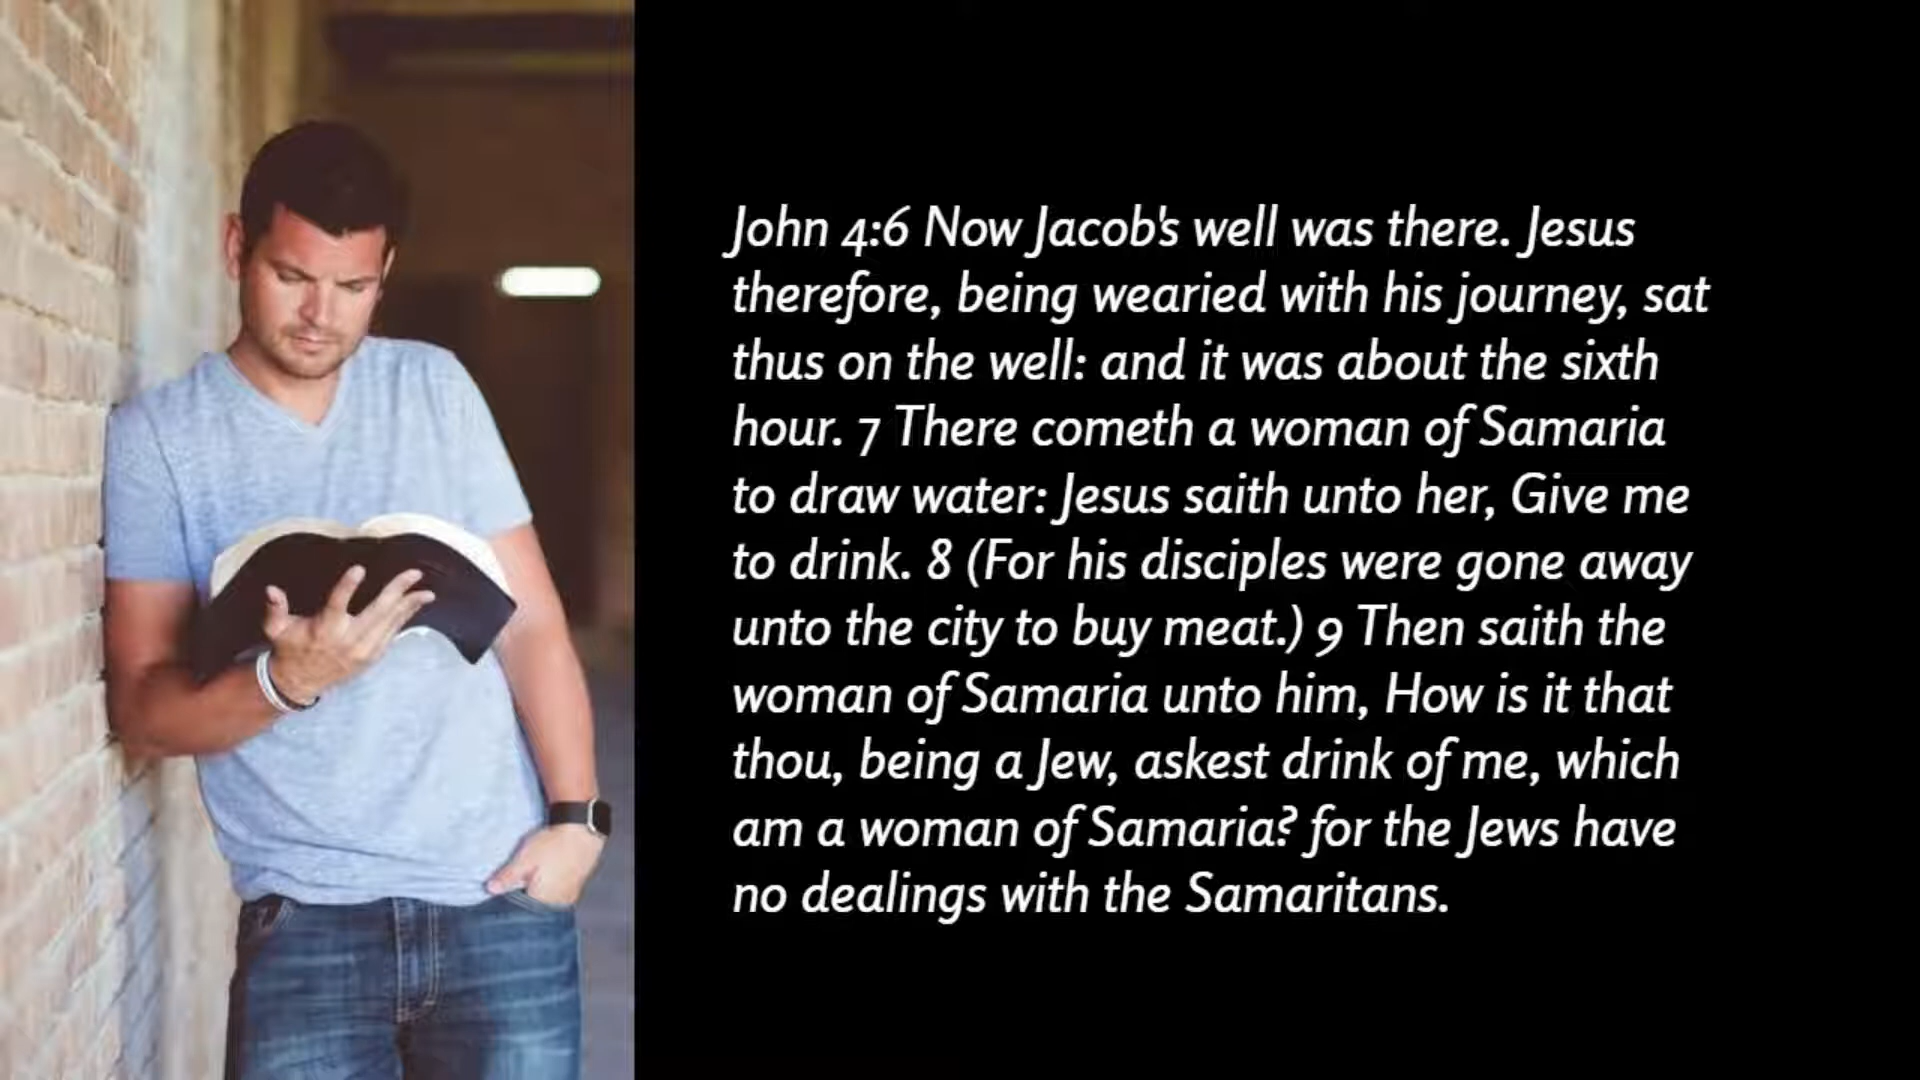 John 4:6 Now Jacob's well was there. Jesus
therefore, being wearied with his journey, sat
thus on the well: and it was about the sixth
hour. 7 There cometh a woman of Samaria
to draw water: Jesus saith unto her, Give me
to drink. 8 (For his disciples were gone away
unto the city to buy meat.) 9 Then saith the
woman of Samaria unto him, How is it that
thou, being a Jew, askest drink of me, which
am a woman of Samaria? for the Jews have
no dealings with the Samaritans.